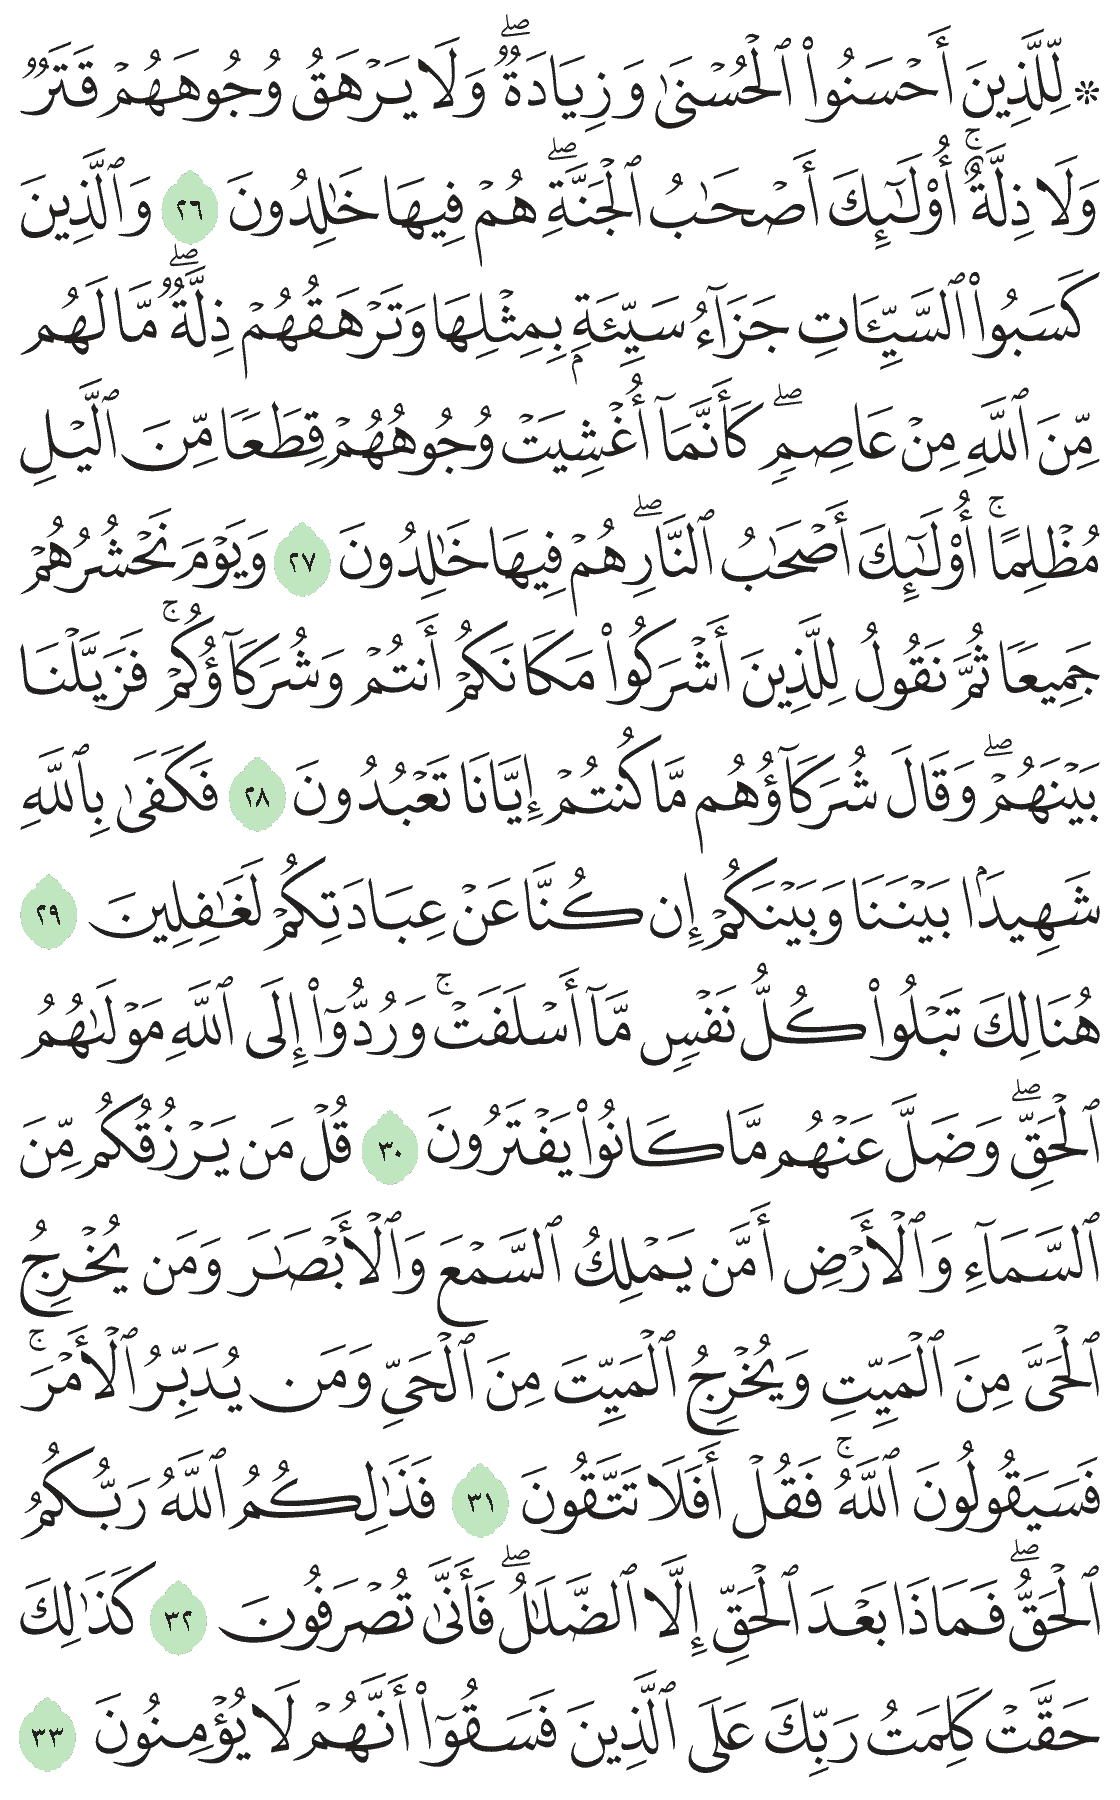 ۞ لِّلَّذِينَ أَحْسَنُوا۟ ٱلْحُسْنَىٰ وَزِيَادَةٌۭ ۖ وَلَا يَرْهَقُ وُجُوهَهُمْ قَتَرٌۭ
وَلَا ذِلَّةٌ ۚ أُو۟لَـٰٓئِكَ أَصْحَـٰبُ ٱلْجَنَّةِ ۖ هُمْ فِيهَا خَـٰلِدُونَ ٢٦ وَٱلَّذِينَ
كَسَبُوا۟ ٱلسَّيِّـَٔاتِ جَزَآءُ سَيِّئَةٍۭ بِمِثْلِهَا وَتَرْهَقُهُمْ ذِلَّةٌۭ ۖ مَّا لَهُم
مِّنَ ٱللَّهِ مِنْ عَاصِمٍۢ ۖ كَأَنَّمَآ أُغْشِيَتْ وُجُوهُهُمْ قِطَعًۭا مِّنَ ٱلَّيْلِ
مُظْلِمًا ۚ أُو۟لَـٰٓئِكَ أَصْحَـٰبُ ٱلنَّارِ ۖ هُمْ فِيهَا خَـٰلِدُونَ ٢٧ وَيَوْمَ نَحْشُرُهُمْ
جَمِيعًۭا ثُمَّ نَقُولُ لِلَّذِينَ أَشْرَكُوا۟ مَكَانَكُمْ أَنتُمْ وَشُرَكَآؤُكُمْ ۚ فَزَيَّلْنَا
بَيْنَهُمْ ۖ وَقَالَ شُرَكَآؤُهُم مَّا كُنتُمْ إِيَّانَا تَعْبُدُونَ ٢٨ فَكَفَىٰ بِٱللَّهِ
شَهِيدًۢا بَيْنَنَا وَبَيْنَكُمْ إِن كُنَّا عَنْ عِبَادَتِكُمْ لَغَـٰفِلِينَ ٢٩
هُنَالِكَ تَبْلُوا۟ كُلُّ نَفْسٍۢ مَّآ أَسْلَفَتْ ۚ وَرُدُّوٓا۟ إِلَى ٱللَّهِ مَوْلَىٰهُمُ
ٱلْحَقِّ ۖ وَضَلَّ عَنْهُم مَّا كَانُوا۟ يَفْتَرُونَ ٣٠ قُلْ مَن يَرْزُقُكُم مِّنَ
ٱلسَّمَآءِ وَٱلْأَرْضِ أَمَّن يَمْلِكُ ٱلسَّمْعَ وَٱلْأَبْصَـٰرَ وَمَن يُخْرِجُ
ٱلْحَىَّ مِنَ ٱلْمَيِّتِ وَيُخْرِجُ ٱلْمَيِّتَ مِنَ ٱلْحَىِّ وَمَن يُدَبِّرُ ٱلْأَمْرَ ۚ
فَسَيَقُولُونَ ٱللَّهُ ۚ فَقُلْ أَفَلَا تَتَّقُونَ ٣١ فَذَٰلِكُمُ ٱللَّهُ رَبُّكُمُ
ٱلْحَقُّ ۖ فَمَاذَا بَعْدَ ٱلْحَقِّ إِلَّا ٱلضَّلَـٰلُ ۖ فَأَنَّىٰ تُصْرَفُونَ ٣٢ كَذَٰلِكَ
حَقَّتْ كَلِمَتُ رَبِّكَ عَلَى ٱلَّذِينَ فَسَقُوٓا۟ أَنَّهُمْ لَا يُؤْمِنُونَ ٣٣